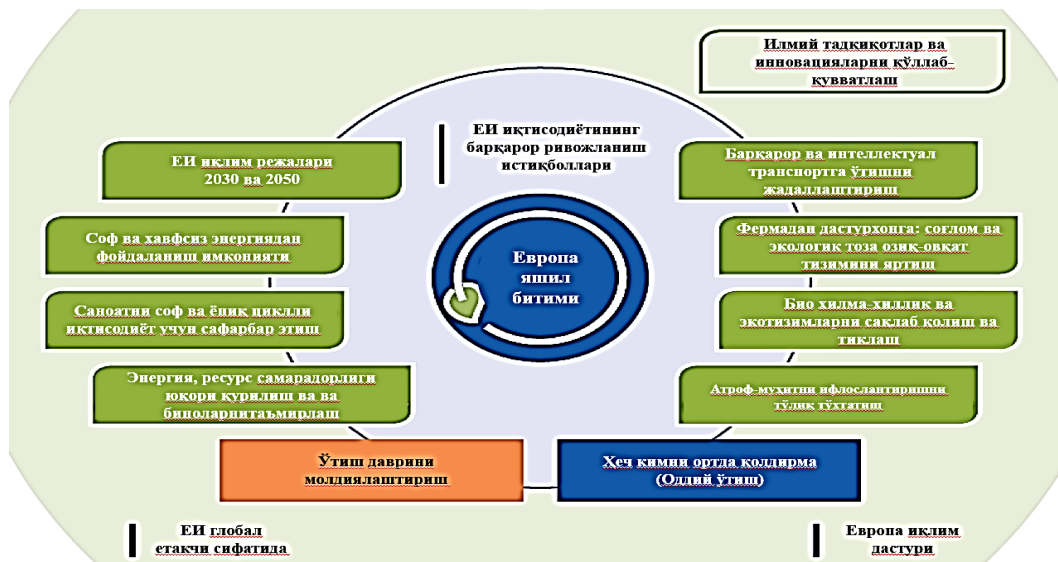 Илмий тадқиқотлар ва
инновацияларни қўллаб-
қувватлаш
ЕИ иқтисодиётининг
барқарор ривожланиш
истиқболлари
ЕИ иқлим режалари
2030 ва 2050
Барқарор ва интеллектуал
транспортга ўтишни
жадаллаштириш
Соф ва хавфсиз энергиядан
фойдаланиш имконияти
Европа
яшил
битими
Фермадан дастурхонга: соғлом ва
экологик тоза озиқ-овқат
тизимини яртиш
Саноатни соф ва ёпиқ циклли
иқтисодиёт учун сафарбар этиш
Био хилма-хиллик ва
экотизимларни сақлаб қолиш ва
тиклаш
Энергия, ресурс самарадорлиги
юқори қурилиш ва ва
биноларнитаъмирлаш
Атроф-муҳитни ифлослантиришни
тўлиқ тўхтатиш
Ўтиш даврини
молдиялаштириш
Ҳеч кимни ортда қолдирма
(Одлий ўтиш)
ЕИ глобал
етакчи сифатида
Европа иқлим
дастури